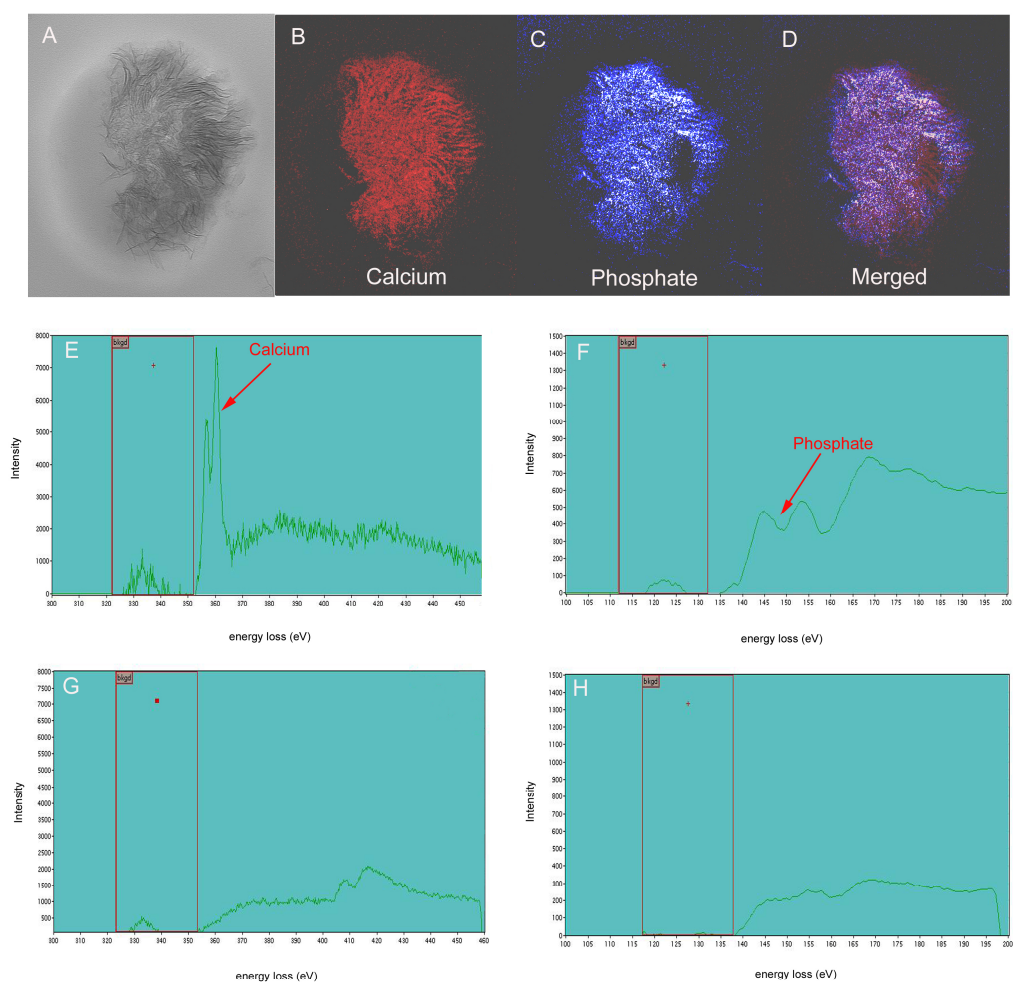 A
B
C
D
Calcium
Phosphate
Merged
E
bkgd
Calcium
8000
7000
6000
5000
4000
3000
2000
1000
0
Intensity
300 310 320 330 340 350 360 370 380 390 400 410 420 430 440 450
energy loss (eV)
F
bkgd
Phosphate
1500
1400
1300
1200
1100
1000
900
800
700
600
500
400
300
200
100
0
Intensity
100 105 110 115 120 125 130 135 140 145 150 155 160 165 170 175 180 185 190 195 200
energy loss (eV)
G
bkgd
8000
7500
7000
6500
6000
5500
5000
4500
4000
3500
3000
2500
2000
1500
1000
500
Intensity
300 310 320 330 340 350 360 370 380 390 400 410 420 430 440 450 460
energy loss (eV)
H
bkgd
1500
1400
1300
1200
1100
1000
900
800
700
600
500
400
300
200
100
0
Intensity
100 105 110 115 120 125 130 135 140 145 150 155 160 165 170 175 180 185 190 195 200
energy loss (eV)